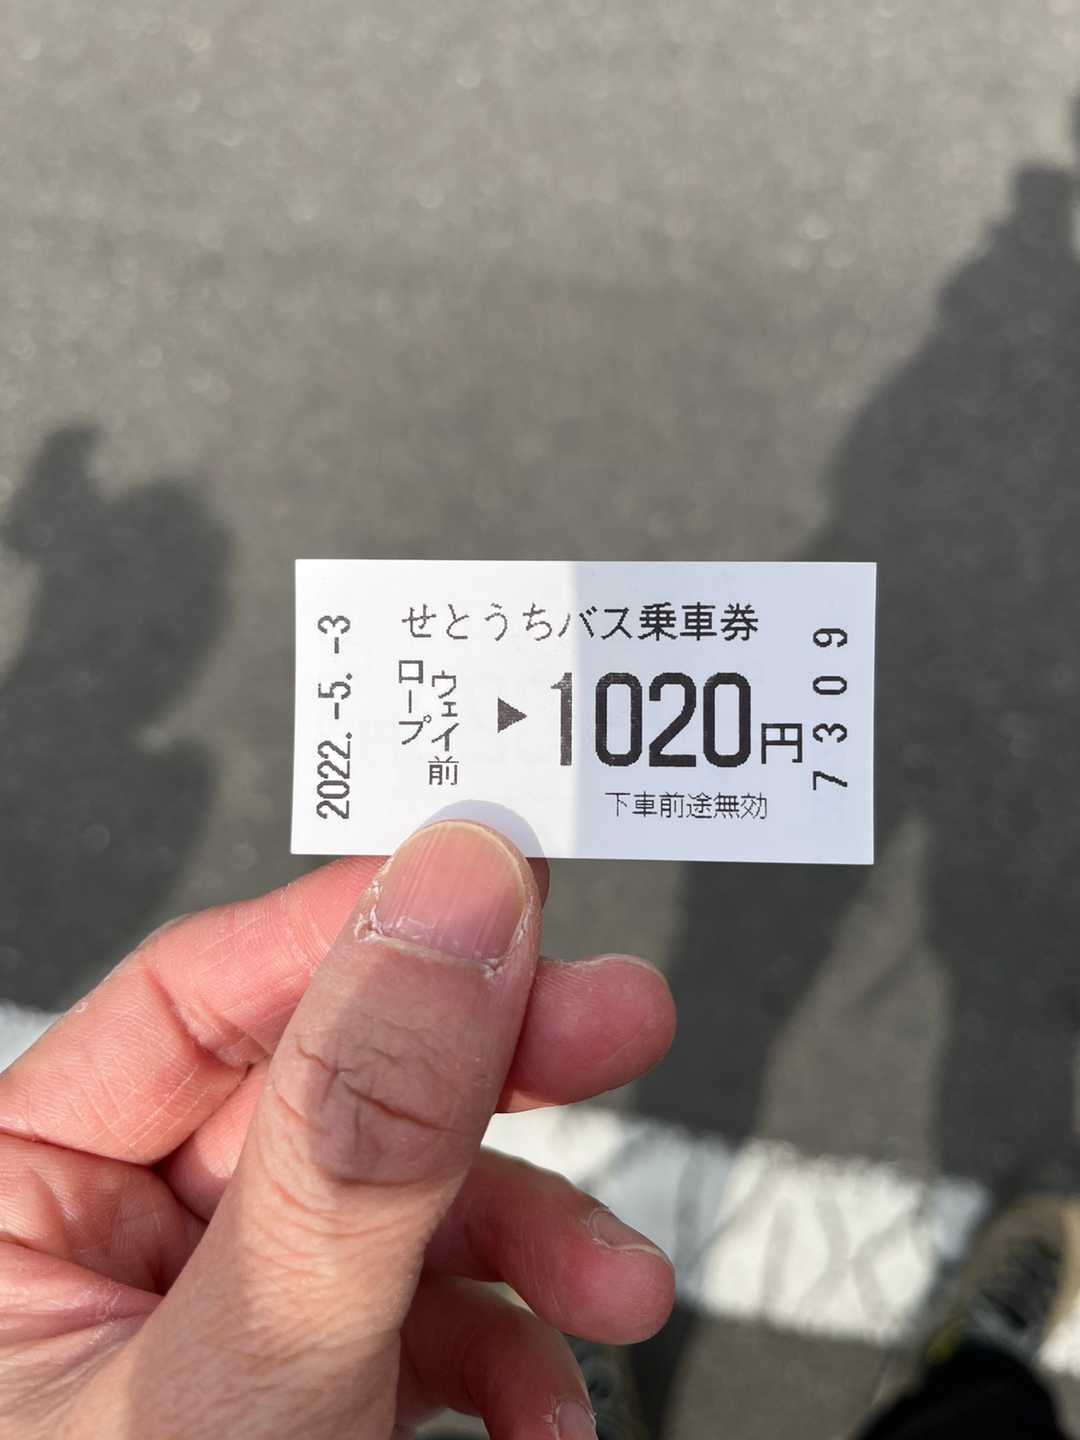 せとうちバス乗車券
ロープ
ウェイ前
▶1020円
下車前途無効
2022.-5.-3
7309